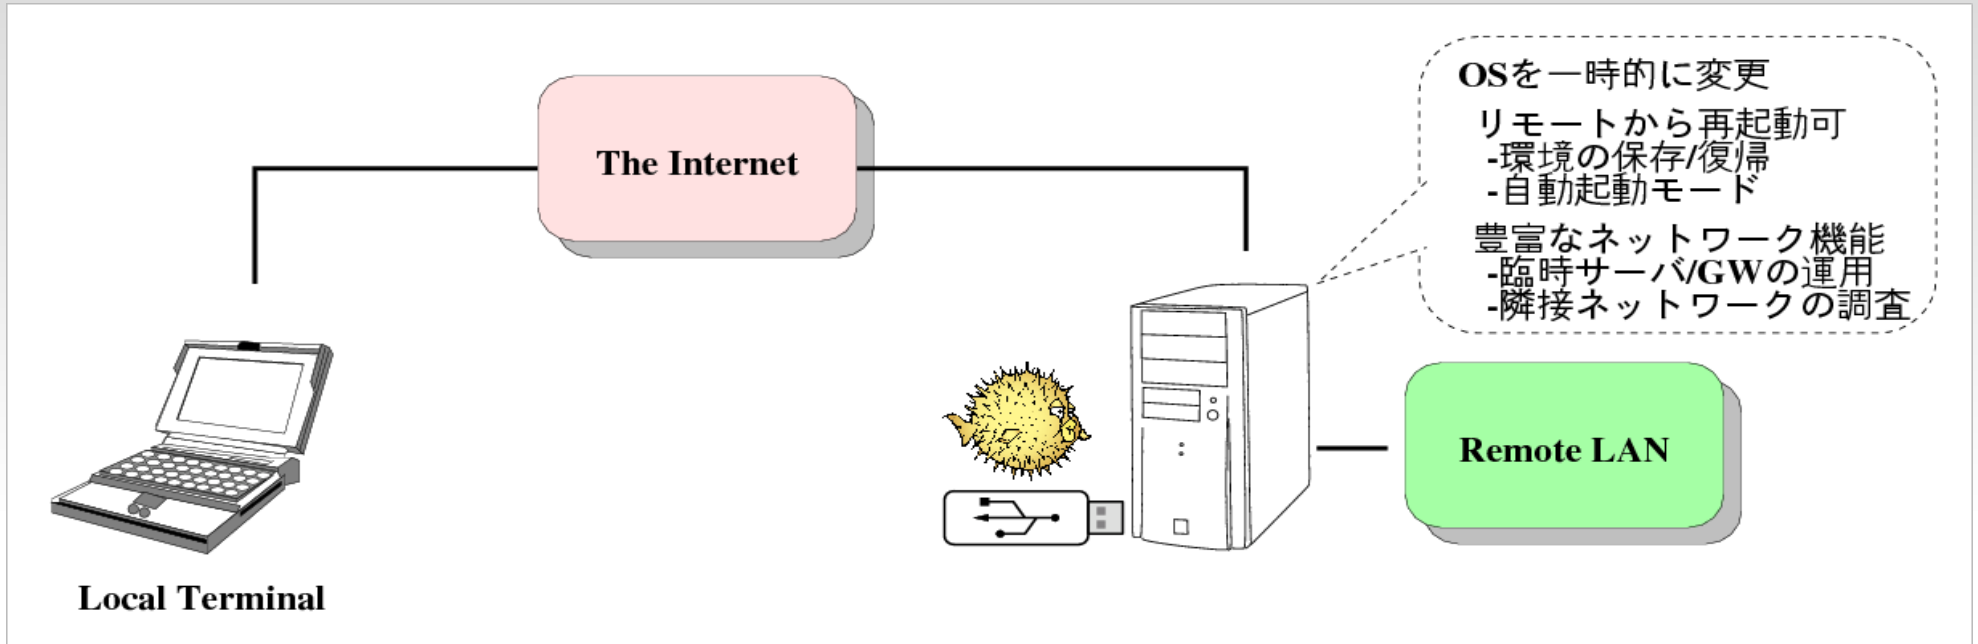 The Internet
OSを一時的に変更
リモートから再起動可
-環境の保存/復帰
-自動起動モード
豊富なネットワーク機能
-臨時サーバ/GWの運用
-隣接ネットワークの調査
Remote LAN
Local Terminal